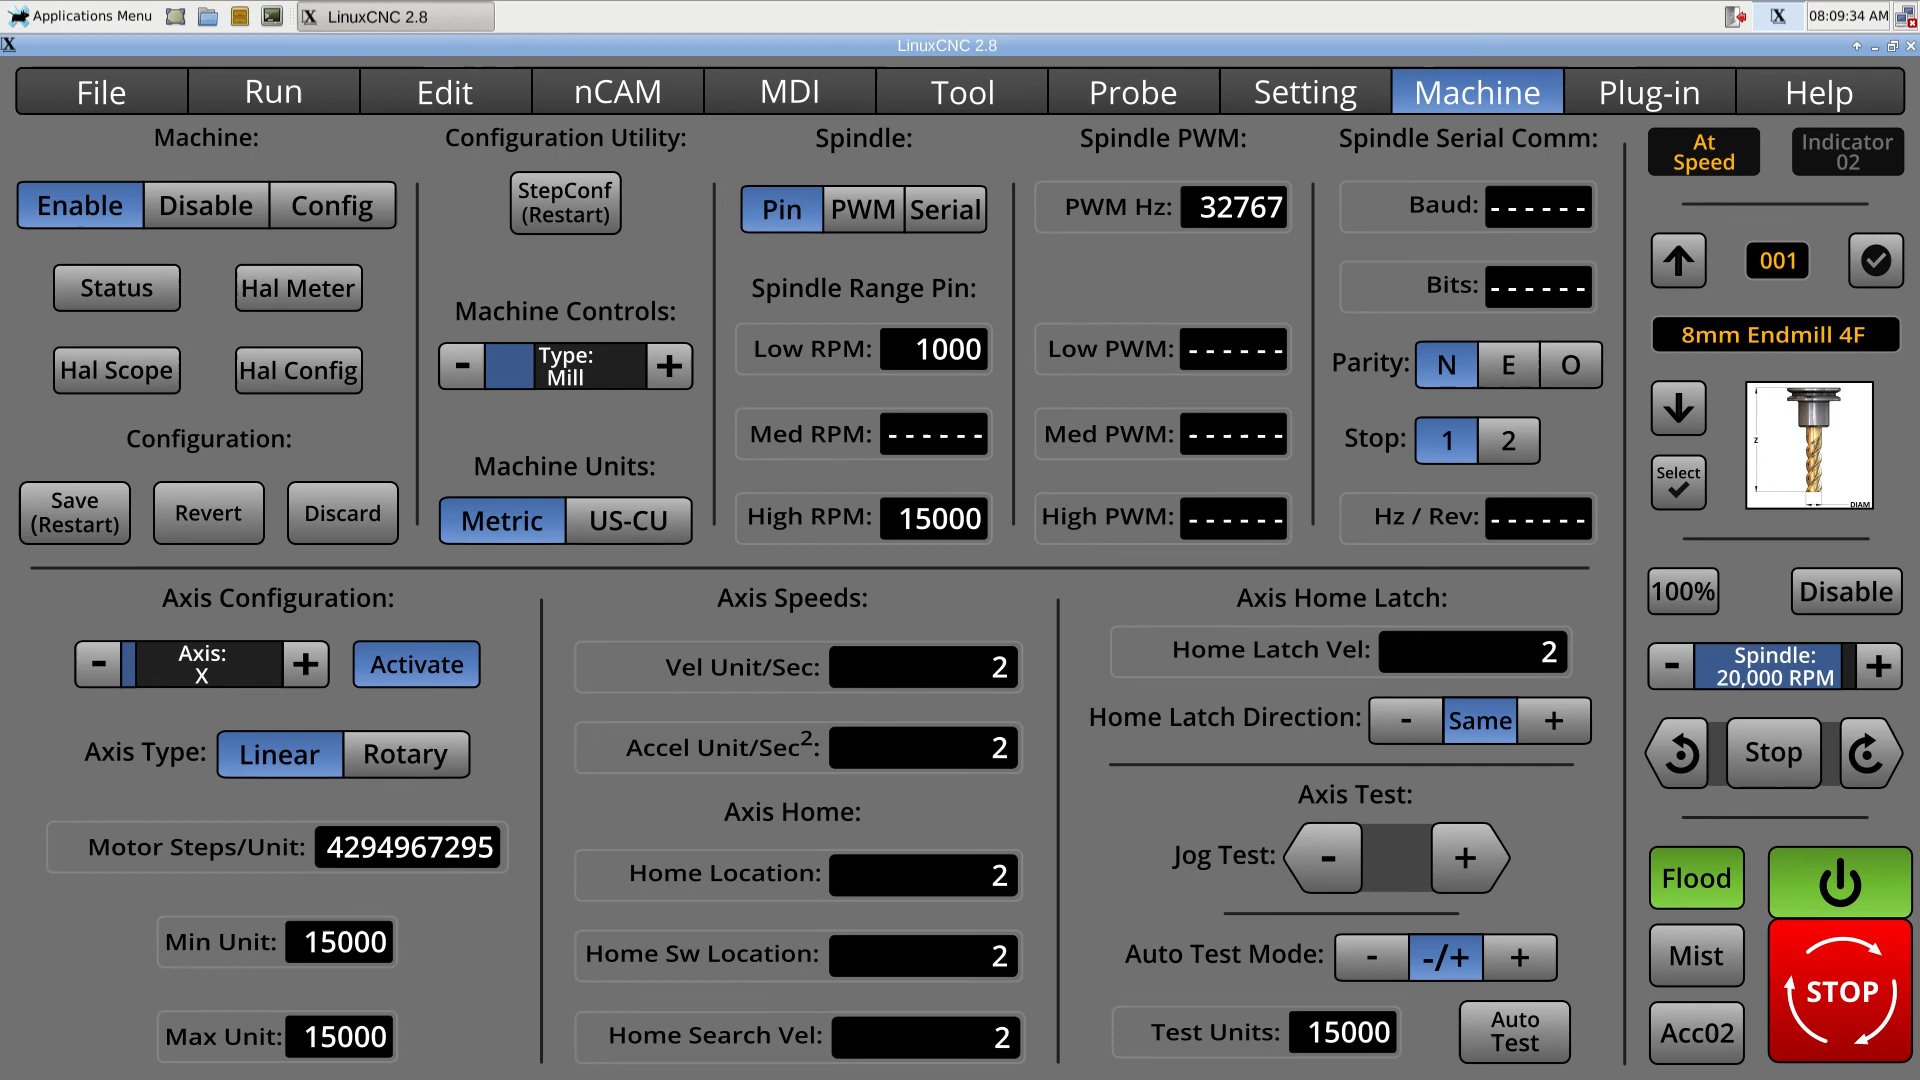 Applications Menu
LinuxCNC 2.8
08:09:34 AM
LinuxCNC 2.8
File
Run
Edit
nCAM
MDI
Tool
Probe
Setting
Machine
Plug-in
Help
Machine:
Enable
Disable
Config
Status
Hal Meter
Hal Scope
Hal Config
Configuration:
Save
(Restart)
Revert
Discard
Configuration Utility:
StepConf
(Restart)
Machine Controls:
-
Type:
Mill
+
Machine Units:
Metric
US-CU
Spindle:
Pin
PWM
Serial
Spindle Range Pin:
Low RPM: 1000
Med RPM: ------
High RPM: 15000
Spindle PWM:
PWM Hz: 32767
Low PWM: ------
Med PWM: ------
High PWM: ------
Spindle Serial Comm:
Baud: ------
Bits: ------
Parity: N E O
Stop: 1 2
Hz / Rev: ------
Axis Configuration:
-
Axis:
X
+
Activate
Axis Type: Linear Rotary
Motor Steps/Unit: 4294967295
Min Unit: 15000
Max Unit: 15000
Axis Speeds:
Vel Unit/Sec: 2
Accel Unit/Sec²: 2
Axis Home:
Home Location: 2
Home Sw Location: 2
Home Search Vel: 2
Axis Home Latch:
Home Latch Vel: 2
Home Latch Direction: - Same +
Axis Test:
Jog Test: - +
Auto Test Mode: - -/+ +
Test Units: 15000
Auto
Test
At
Speed
Indicator
02
001
8mm Endmill 4F
Select
Z
DIAM
100%
Disable
-
Spindle:
20,000 RPM
+
Stop
Flood
Mist
Acc02
STOP